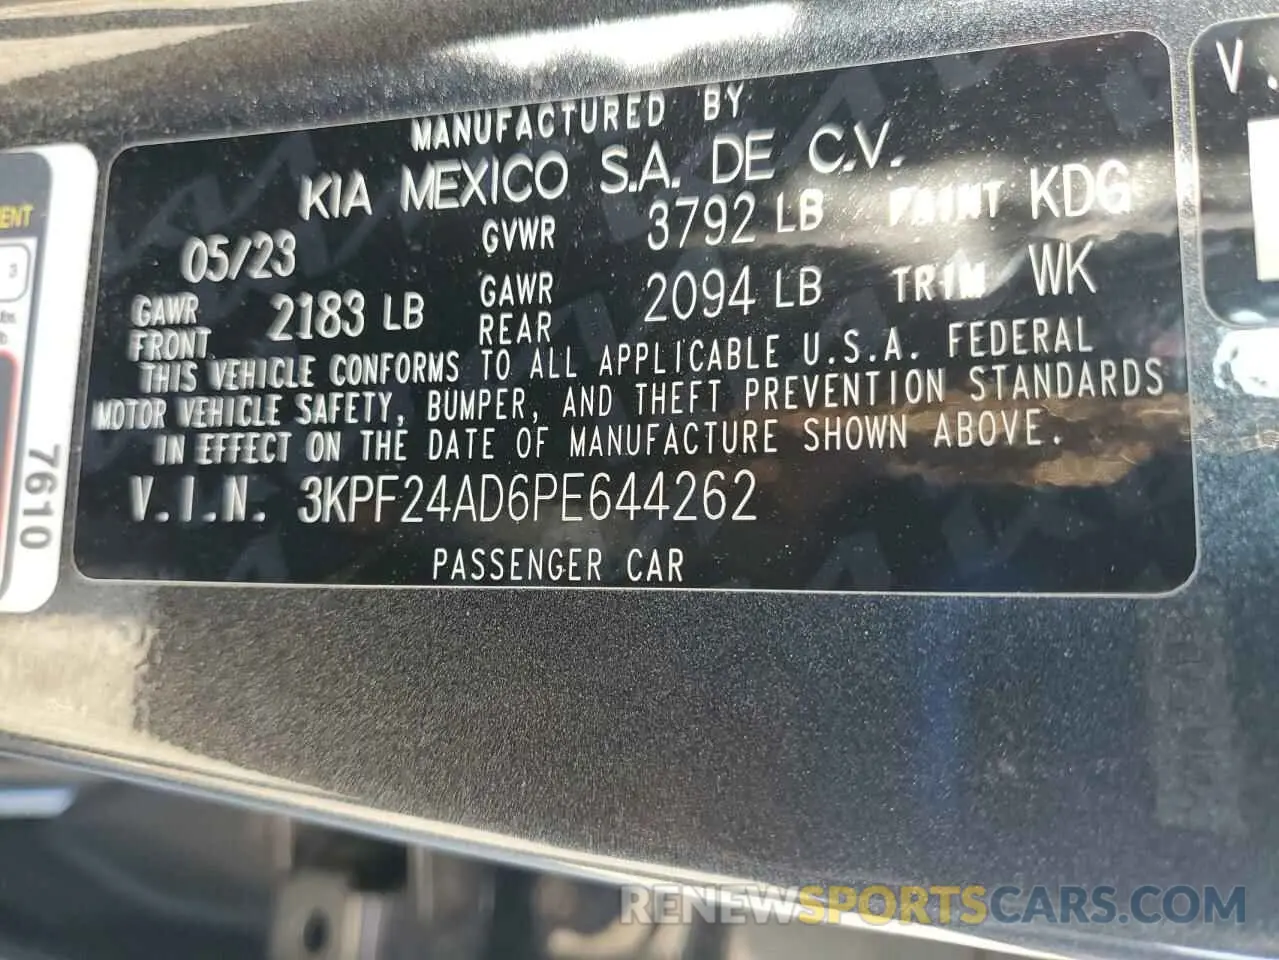 MANUFACTURED BY
KIA MEXICO S.A. DE C.V.
05/23 GVWR 3792 LB PAINT KDG
GAWR FRONT 2183 LB GAWR REAR 2094 LB TRIM WK
THIS VEHICLE CONFORMS TO ALL APPLICABLE U.S.A. FEDERAL
MOTOR VEHICLE SAFETY, BUMPER, AND THEFT PREVENTION STANDARDS
IN EFFECT ON THE DATE OF MANUFACTURE SHOWN ABOVE.
V.I.N. 3KPF24AD6PE644262
PASSENGER CAR
7610
3
V.
RENEWSPORTSCARS.COM